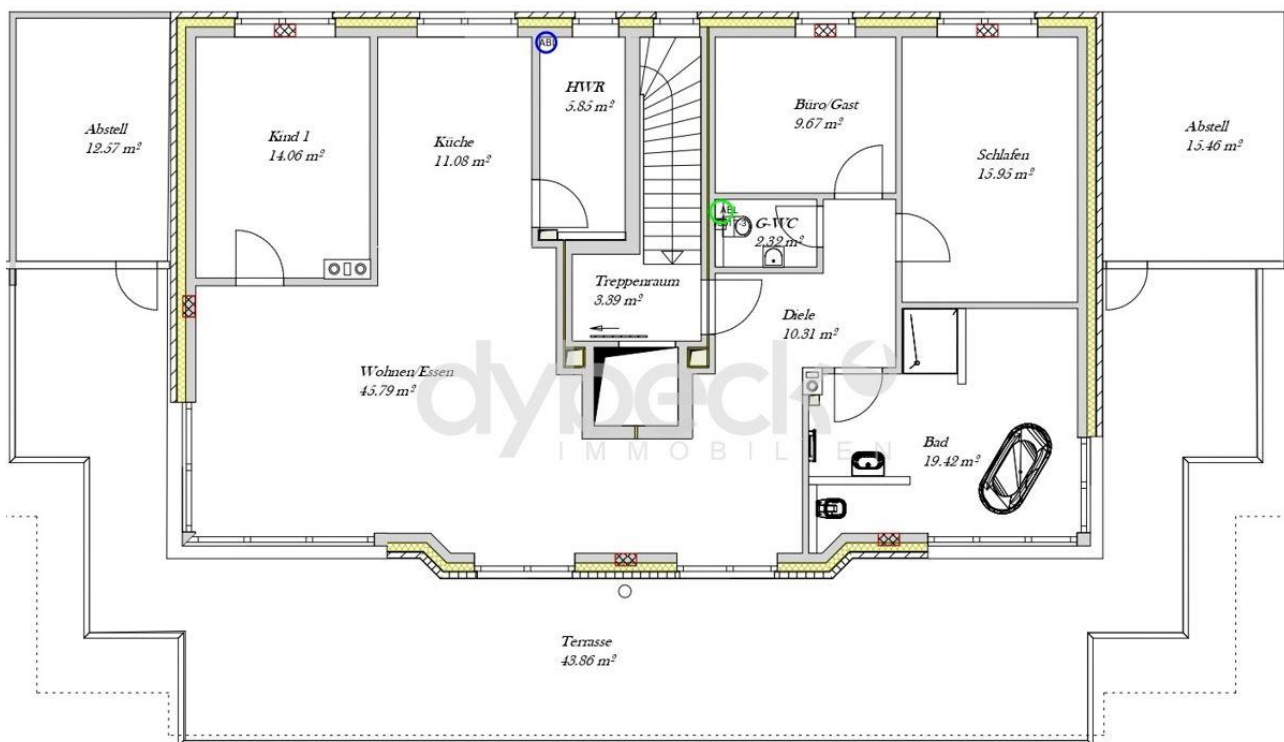 Abstell
12.57 m²
Kind 1
14.06 m²
Küche
11.08 m²
ABL
HWR
5.85 m²
Büro/Gast
9.67 m²
Schlafen
15.95 m²
Abstell
15.46 m²
ABL
G-WC
2.32 m²
Treppenraum
3.39 m²
Diele
10.31 m²
Wohnen/Essen
45.79 m²
dybeck
IMMOBILIEN
Bad
19.42 m²
Terrasse
43.86 m²